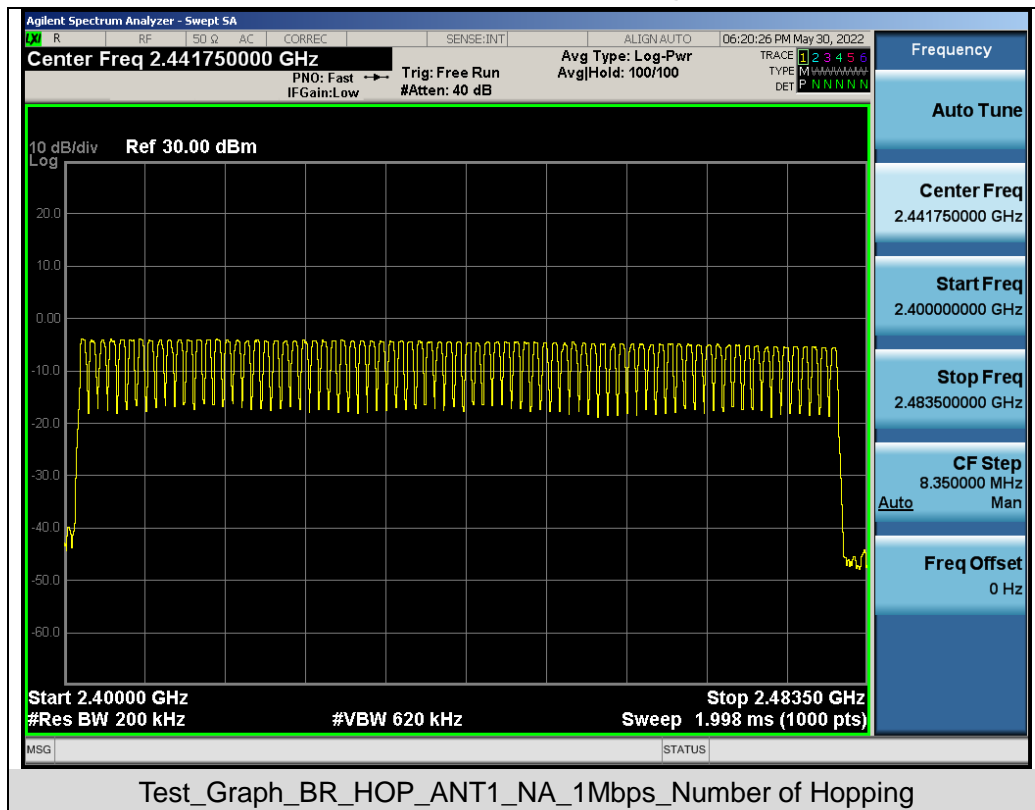 Agilent Spectrum Analyzer - Swept SA
LXI R RF 50 Ω AC CORREC SENSE:INT ALIGN AUTO 06:20:26 PM May 30, 2022
Center Freq 2.441750000 GHz
PNO: Fast
IFGain:Low
Trig: Free Run
#Atten: 40 dB
Avg Type: Log-Pwr
Avg|Hold: 100/100
TRACE 1 2 3 4 5 6
TYPE M WWWWW
DET P N N N N N
10 dB/div Ref 30.00 dBm
Log
20.0
10.0
0.00
-10.0
-20.0
-30.0
-40.0
-50.0
-60.0
Start 2.40000 GHz Stop 2.48350 GHz
#Res BW 200 kHz #VBW 620 kHz Sweep 1.998 ms (1000 pts)
MSG STATUS
Frequency
Auto Tune
Center Freq
2.441750000 GHz
Start Freq
2.400000000 GHz
Stop Freq
2.483500000 GHz
CF Step
8.350000 MHz
Auto Man
Freq Offset
0 Hz
Test_Graph_BR_HOP_ANT1_NA_1Mbps_Number of Hopping